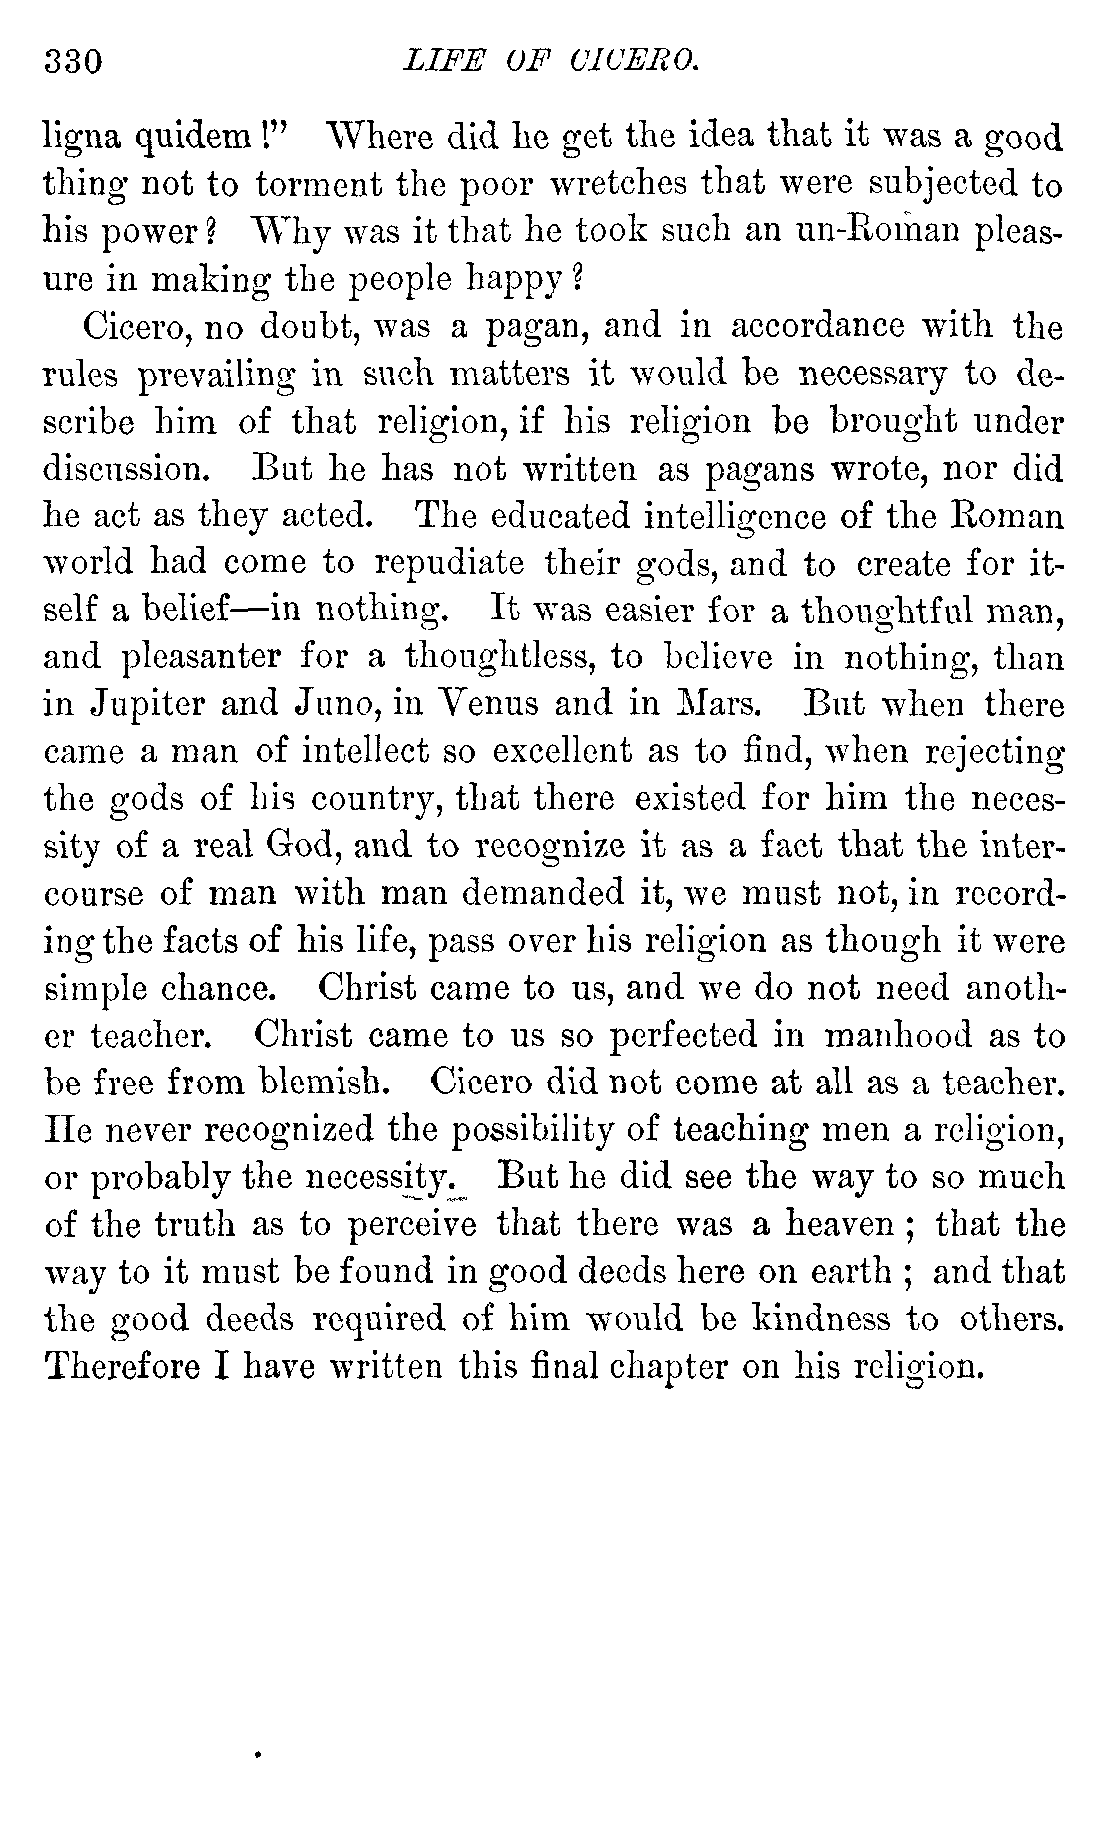 330 LIFE OF CICERO.
ligna quidem!” Where did he get the idea that it was a good
thing not to torment the poor wretches that were subjected to
his power? Why was it that he took such an un-Roman pleas-
ure in making the people happy?
Cicero, no doubt, was a pagan, and in accordance with the
rules prevailing in such matters it would be necessary to de-
scribe him of that religion, if his religion be brought under
discussion. But he has not written as pagans wrote, nor did
he act as they acted. The educated intelligence of the Roman
world had come to repudiate their gods, and to create for it-
self a belief—in nothing. It was easier for a thoughtful man,
and pleasanter for a thoughtless, to believe in nothing, than
in Jupiter and Juno, in Venus and in Mars. But when there
came a man of intellect so excellent as to find, when rejecting
the gods of his country, that there existed for him the neces-
sity of a real God, and to recognize it as a fact that the inter-
course of man with man demanded it, we must not, in record-
ing the facts of his life, pass over his religion as though it were
simple chance. Christ came to us, and we do not need anoth-
er teacher. Christ came to us so perfected in manhood as to
be free from blemish. Cicero did not come at all as a teacher.
He never recognized the possibility of teaching men a religion,
or probably the necessity. But he did see the way to so much
of the truth as to perceive that there was a heaven; that the
way to it must be found in good deeds here on earth; and that
the good deeds required of him would be kindness to others.
Therefore I have written this final chapter on his religion.